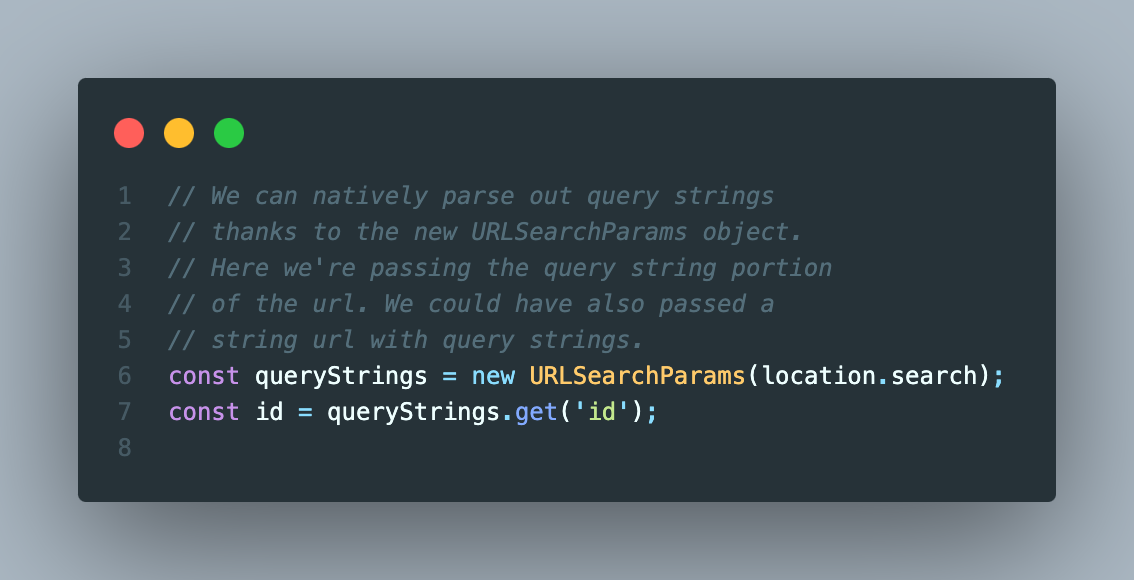 1 // We can natively parse out query strings
2 // thanks to the new URLSearchParams object.
3 // Here we're passing the query string portion
4 // of the url. We could have also passed a
5 // string url with query strings.
6 const queryStrings = new URLSearchParams(location.search);
7 const id = queryStrings.get('id');
8